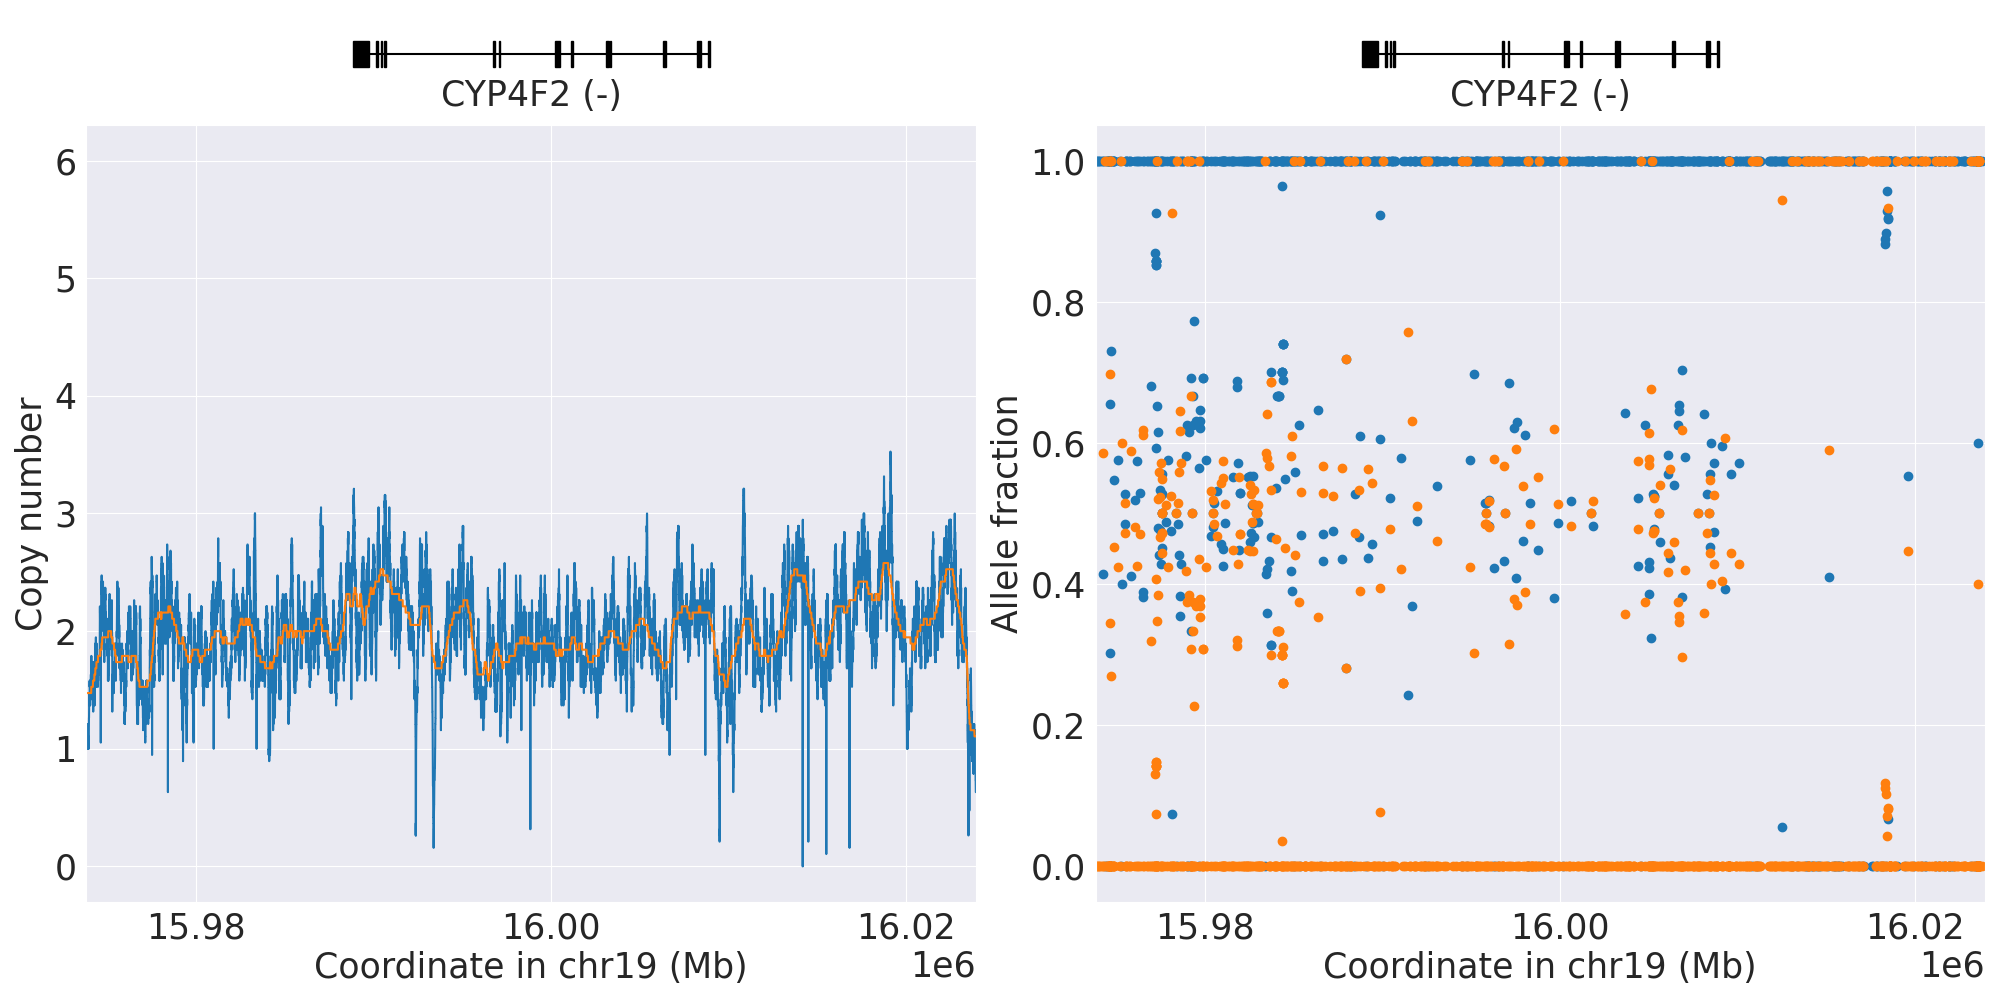 CYP4F2 (-)
6
5
4
3
2
1
0
Copy number
15.98
16.00
16.02
Coordinate in chr19 (Mb)
1e6
CYP4F2 (-)
1.0
0.8
0.6
0.4
0.2
0.0
Allele fraction
15.98
16.00
16.02
Coordinate in chr19 (Mb)
1e6